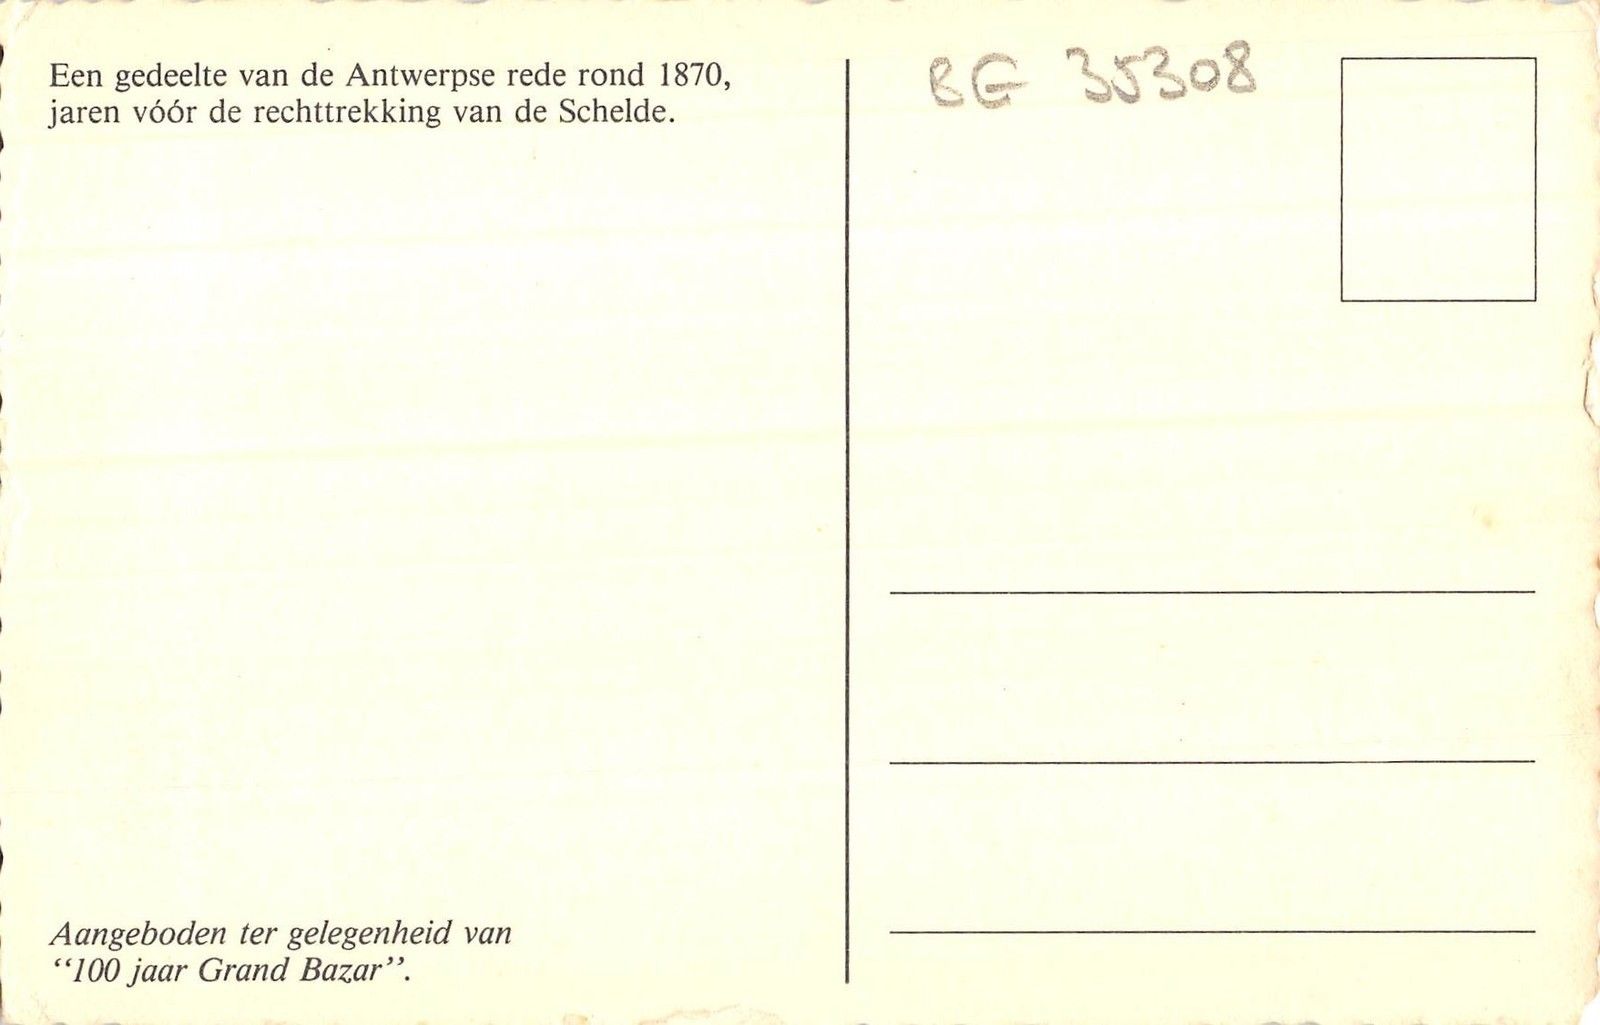 Een gedeelte van de Antwerpse rede rond 1870,
jaren vóór de rechttrekking van de Schelde.
BG 35308
Aangeboden ter gelegenheid van
“100 jaar Grand Bazar”.